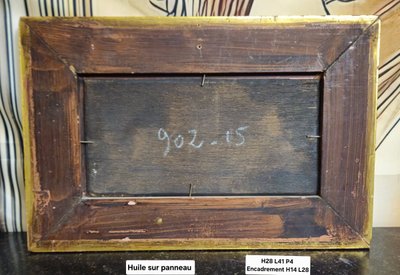 902-15
Huile sur panneau
H28 L41 P4
Encadrement H14 L28